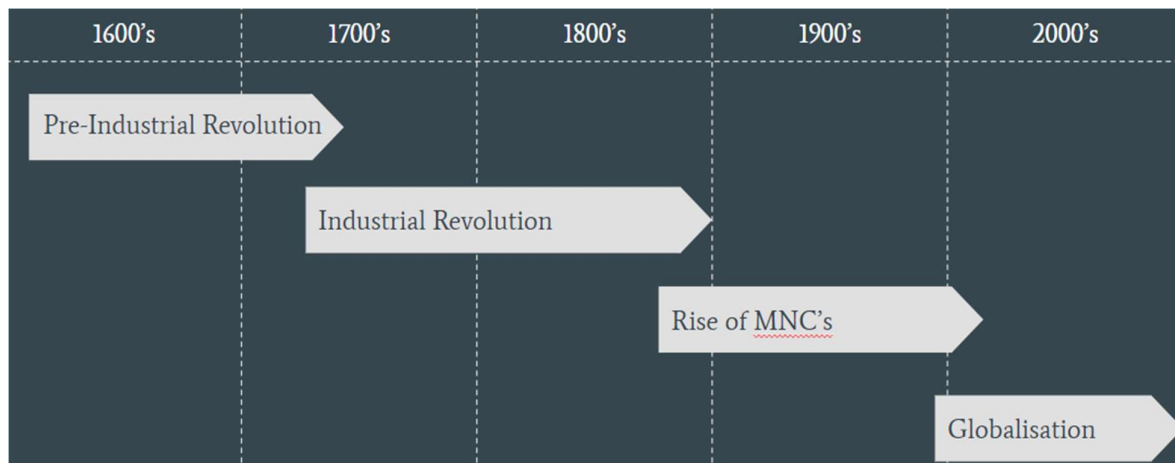 1600’s 1700’s 1800’s 1900’s 2000’s
Pre-Industrial Revolution
Industrial Revolution
Rise of MNC’s
Globalisation